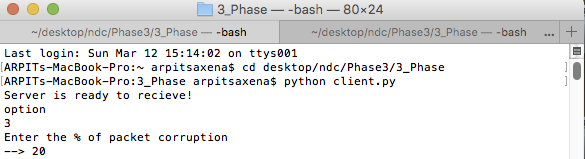 3_Phase — -bash — 80×24
~/desktop/ndc/Phase3/3_Phase — -bash
~/desktop/ndc/Phase3/3_Phase — -bash ... +
Last login: Sun Mar 12 15:14:02 on ttys001
[ARPITs-MacBook-Pro:~ arpitsaxena$ cd desktop/ndc/Phase3/3_Phase ]
[ARPITs-MacBook-Pro:3_Phase arpitsaxena$ python client.py ]
Server is ready to recieve!
option
3
Enter the % of packet corruption
--> 20